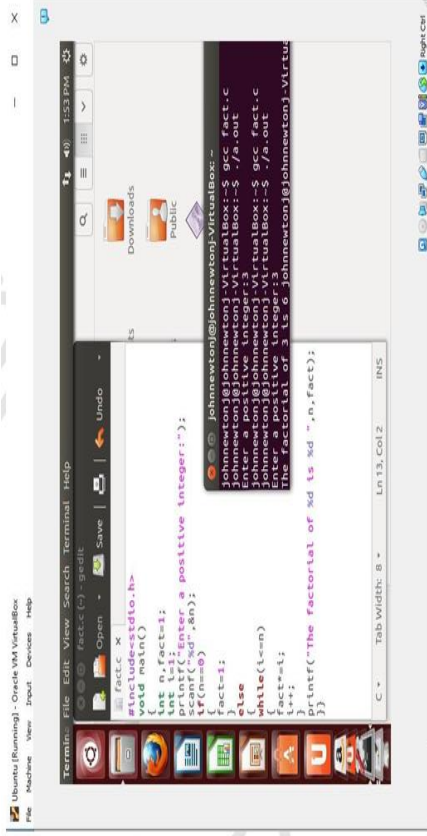 Ubuntu [Running] - Oracle VM VirtualBox
File Machine View Input Devices Help
Termin File Edit View Search Terminal Help 1:53 PM
fact.c (~) - gedit
Open Save Undo
fact.c ×
#include<stdio.h>
void main()
{
int n,fact=1;
int i=1;
printf("Enter a positive integer:");
scanf("%d",&n);
if(n==0)
{
fact=1;
}
else
{
while(i<=n)
{
fact*=i;
i++;
}
printf("The factorial of %d is %d ",n,fact);
}}
C Tab Width: 8 Ln 13, Col 2 INS
ts
Downloads
Public
johnnewtonj@johnnewtonj-VirtualBox: ~
johnnewtonj@johnnewtonj-VirtualBox:~$ gcc fact.c
johnnewtonj@johnnewtonj-VirtualBox:~$ ./a.out
Enter a positive integer:3
johnnewtonj@johnnewtonj-VirtualBox:~$ gcc fact.c
johnnewtonj@johnnewtonj-VirtualBox:~$ ./a.out
Enter a positive integer:3
The factorial of 3 is 6 johnnewtonj@johnnewtonj-Virtua
Right Ctrl